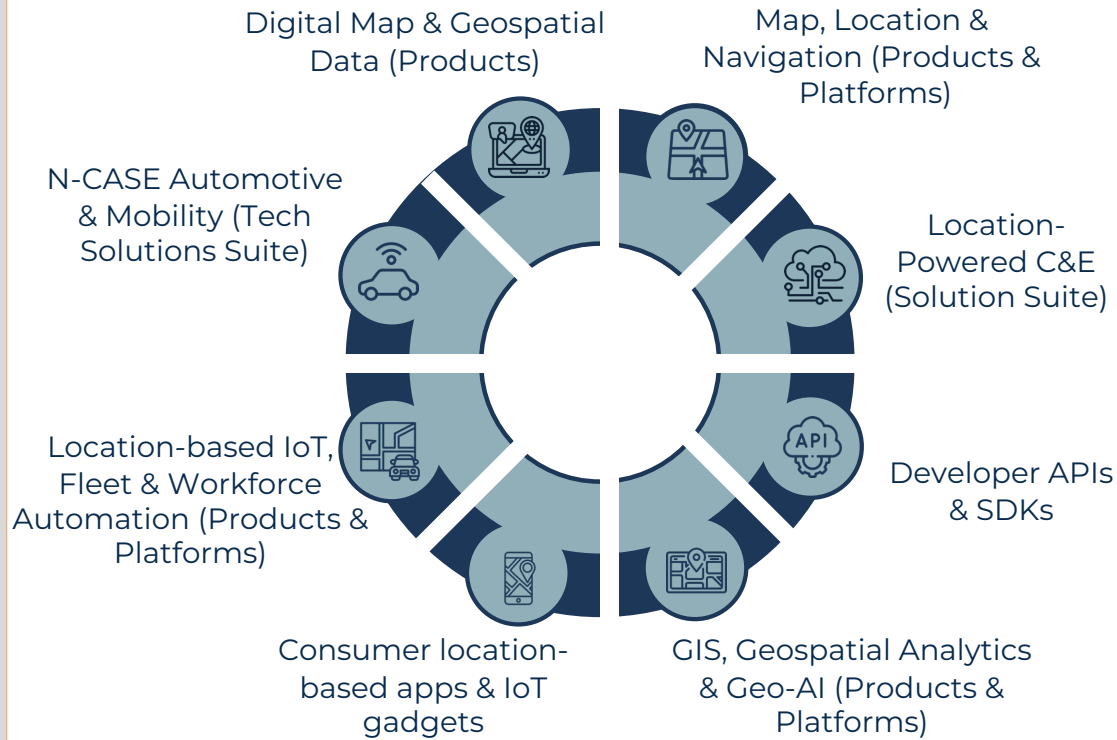 Digital Map & Geospatial
Data (Products)
Map, Location &
Navigation (Products &
Platforms)
N-CASE Automotive
& Mobility (Tech
Solutions Suite)
Location-
Powered C&E
(Solution Suite)
Location-based IoT,
Fleet & Workforce
Automation (Products &
Platforms)
API
Developer APIs
& SDKs
Consumer location-
based apps & IoT
gadgets
GIS, Geospatial Analytics
& Geo-AI (Products &
Platforms)